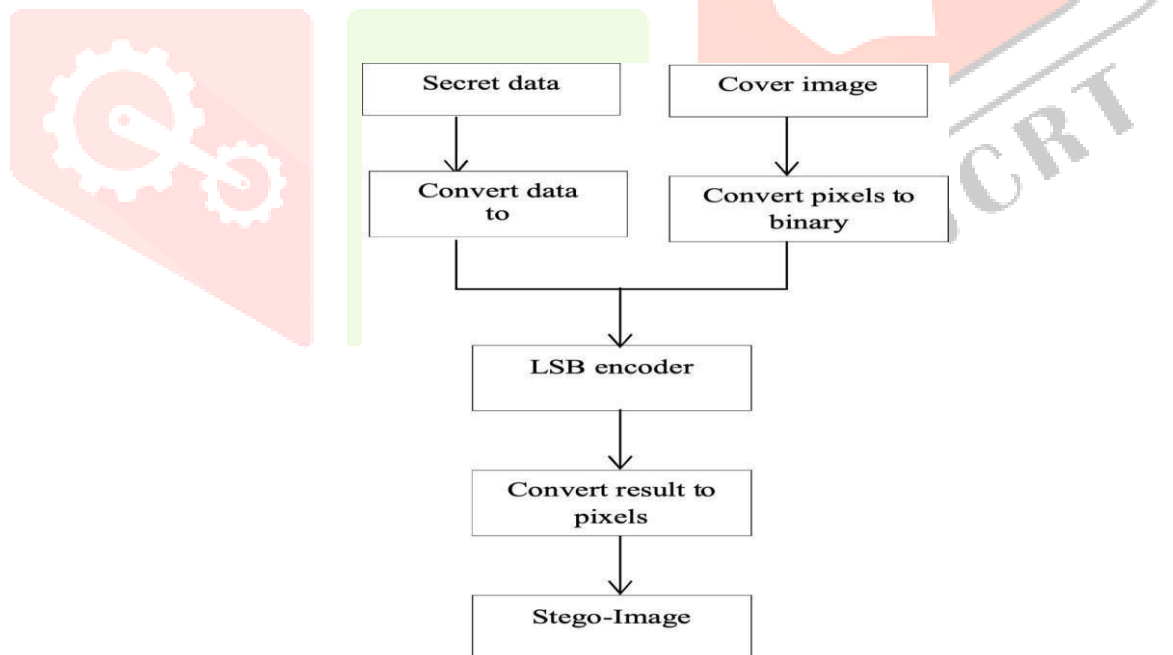 Secret data
Cover image
Convert data
to
Convert pixels to
binary
LSB encoder
Convert result to
pixels
Stego-Image
CRT